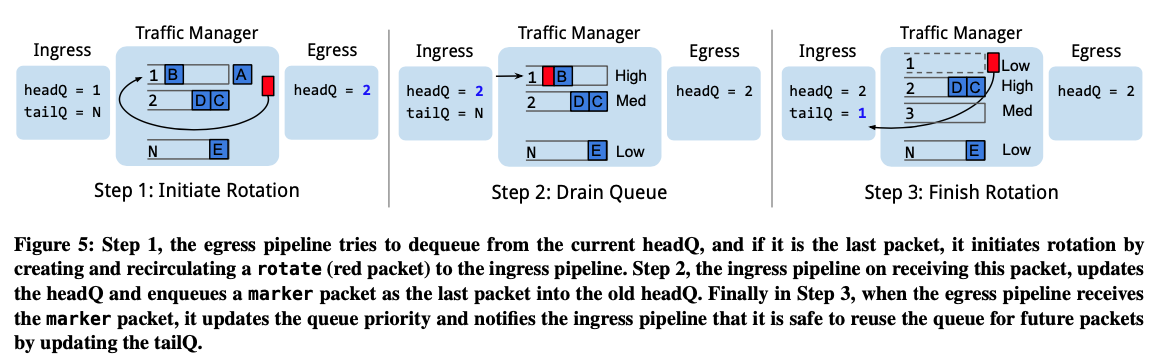 Traffic Manager
Ingress
Egress
1 B A
headQ = 1
tailQ = N
2 D C
headQ = 2
N E
Step 1: Initiate Rotation
Traffic Manager
Ingress
Egress
1 B High
headQ = 2
tailQ = N
2 D C Med
headQ = 2
N E Low
Step 2: Drain Queue
Traffic Manager
Ingress
Egress
1 Low
headQ = 2
tailQ = 1
2 D C High
headQ = 2
3 Med
N E Low
Step 3: Finish Rotation
Figure 5: Step 1, the egress pipeline tries to dequeue from the current headQ, and if it is the last packet, it initiates rotation by
creating and recirculating a rotate (red packet) to the ingress pipeline. Step 2, the ingress pipeline on receiving this packet, updates
the headQ and enqueues a marker packet as the last packet into the old headQ. Finally in Step 3, when the egress pipeline receives
the marker packet, it updates the queue priority and notifies the ingress pipeline that it is safe to reuse the queue for future packets
by updating the tailQ.